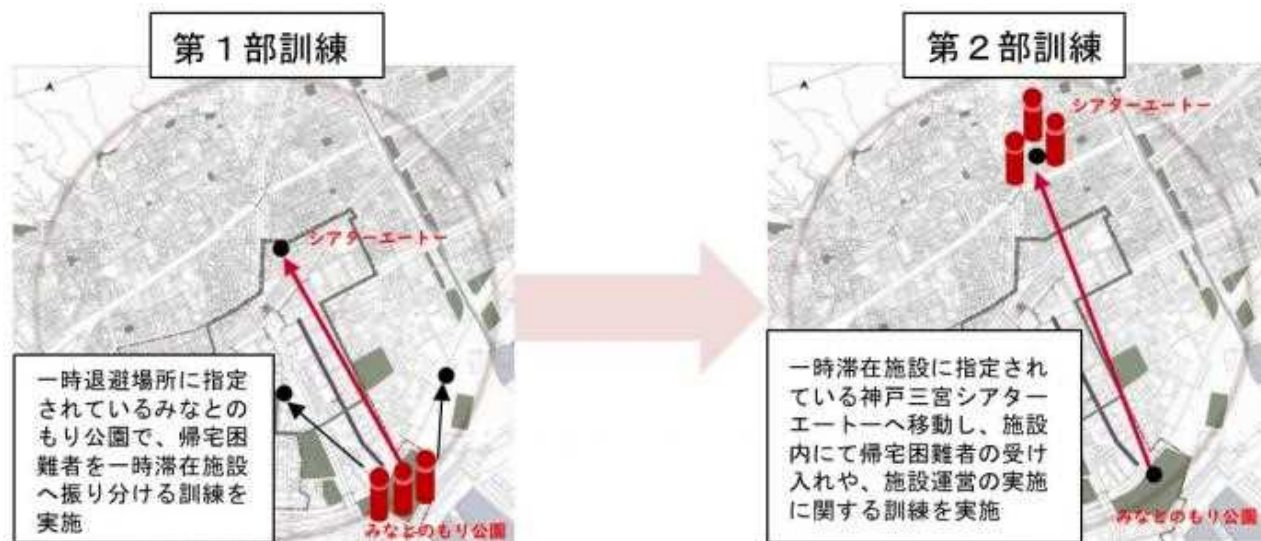 第１部訓練
シアターエートー
一時退避場所に指定
されているみなとの
もり公園で、帰宅困
難者を一時滞在施設
へ振り分ける訓練を
実施
みなとのもり公園
第２部訓練
シアターエートー
一時滞在施設に指定され
ている神戸三宮シアター
エートーへ移動し、施設
内にて帰宅困難者の受け
入れや、施設運営の実施
に関する訓練を実施
みなとのもり公園